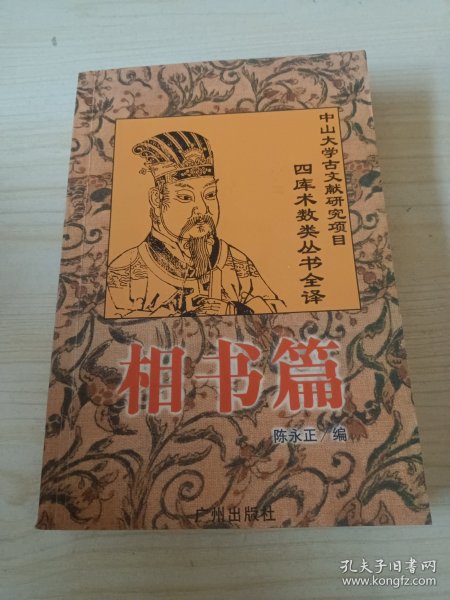 中山大学古文献研究项目
四库术数类丛书全译
相书篇
陈永正/编
广州出版社
孔夫子旧书网
www.kongfz.com